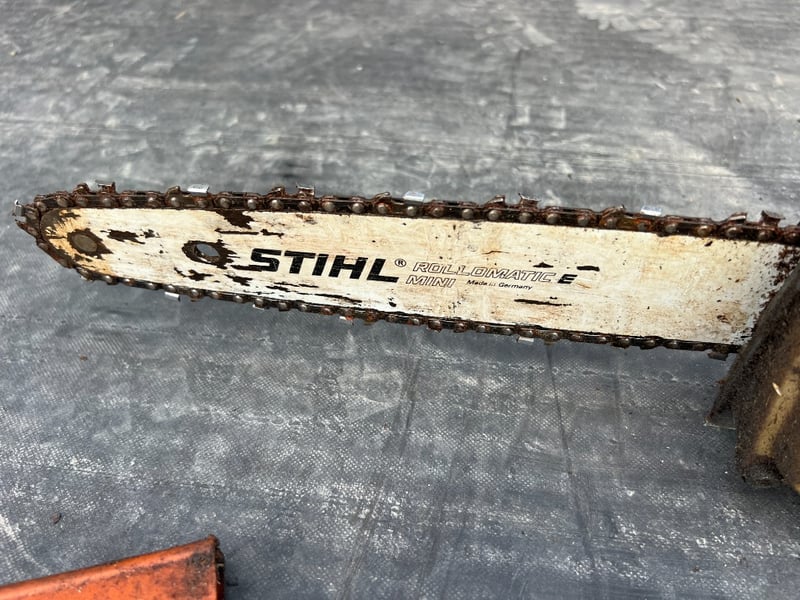 STIHL® ROLLOMATIC E
MINI Made in Germany